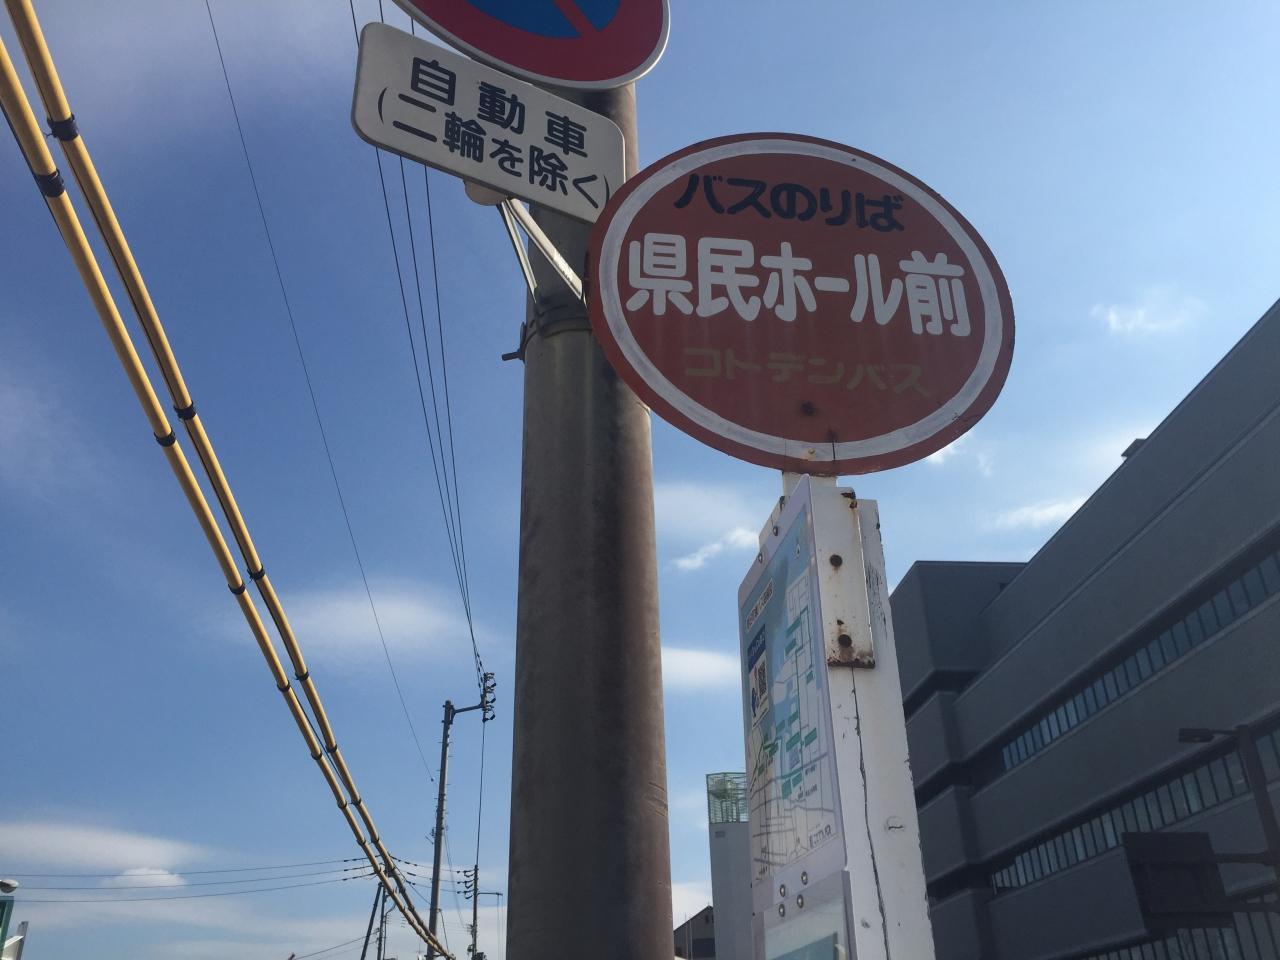 自動車
(二輪を除く)
バスのりば
県民ホール前
コトデンバス